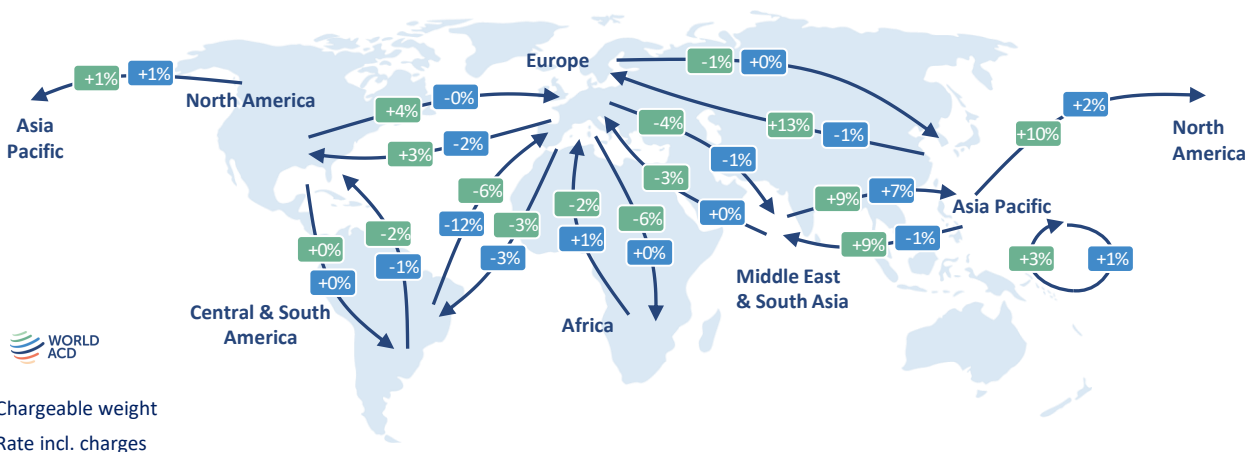 Europe
-1% +0%
+1% +1%
North America
Asia
Pacific
+4% -0%
+3% -2%
-4%
-1%
+13% -1%
+10%
+2%
North
America
-3%
+0%
+9% +7%
Asia Pacific
+9% -1%
+3% +1%
-6%
-12%
-3%
-3%
-2%
+1%
-6%
+0%
+0%
+0%
-2%
-1%
Middle East
& South Asia
Central & South
America
Africa
WORLD
ACD
Chargeable weight
Rate incl. charges